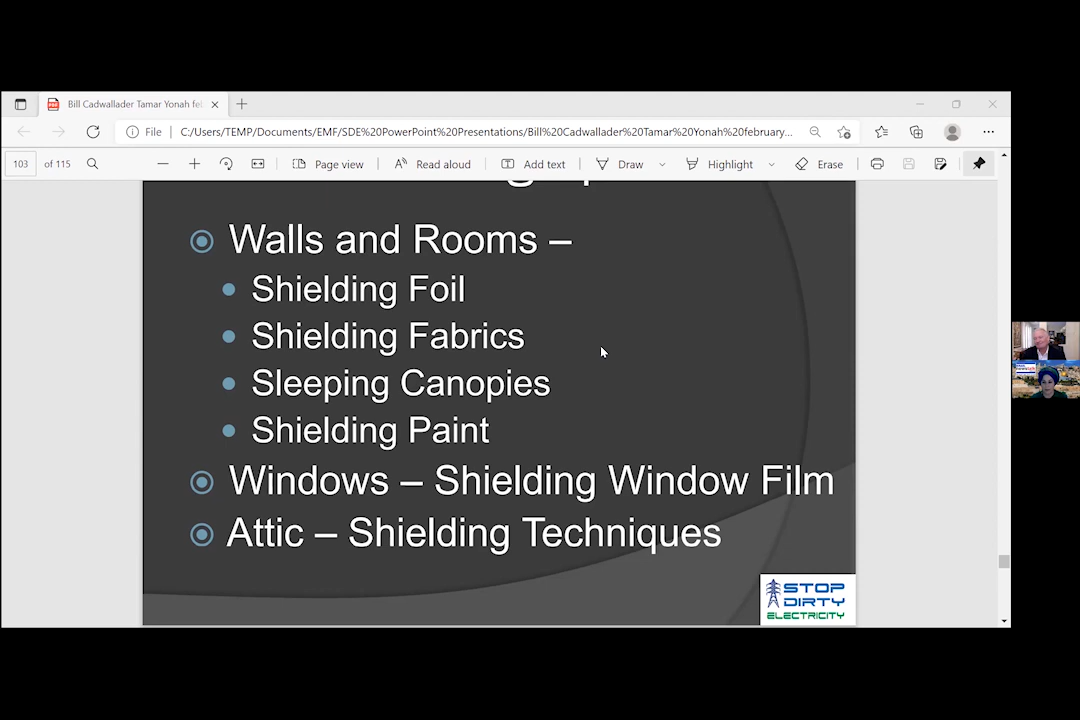 Bill Cadwallader Tamar Yonah fe
File
C:/Users/TEMP/Documents/EMF/SDE%20PowerPoint%20Presentations/Bill%20Cadwallader%20Tamar%20Yonah%20february...
103 of 115
Page view
Read aloud
Add text
Draw
Highlight
Erase
Walls and Rooms –
Shielding Foil
Shielding Fabrics
Sleeping Canopies
Shielding Paint
Windows – Shielding Window Film
Attic – Shielding Techniques
STOP
DIRTY
ELECTRICITY